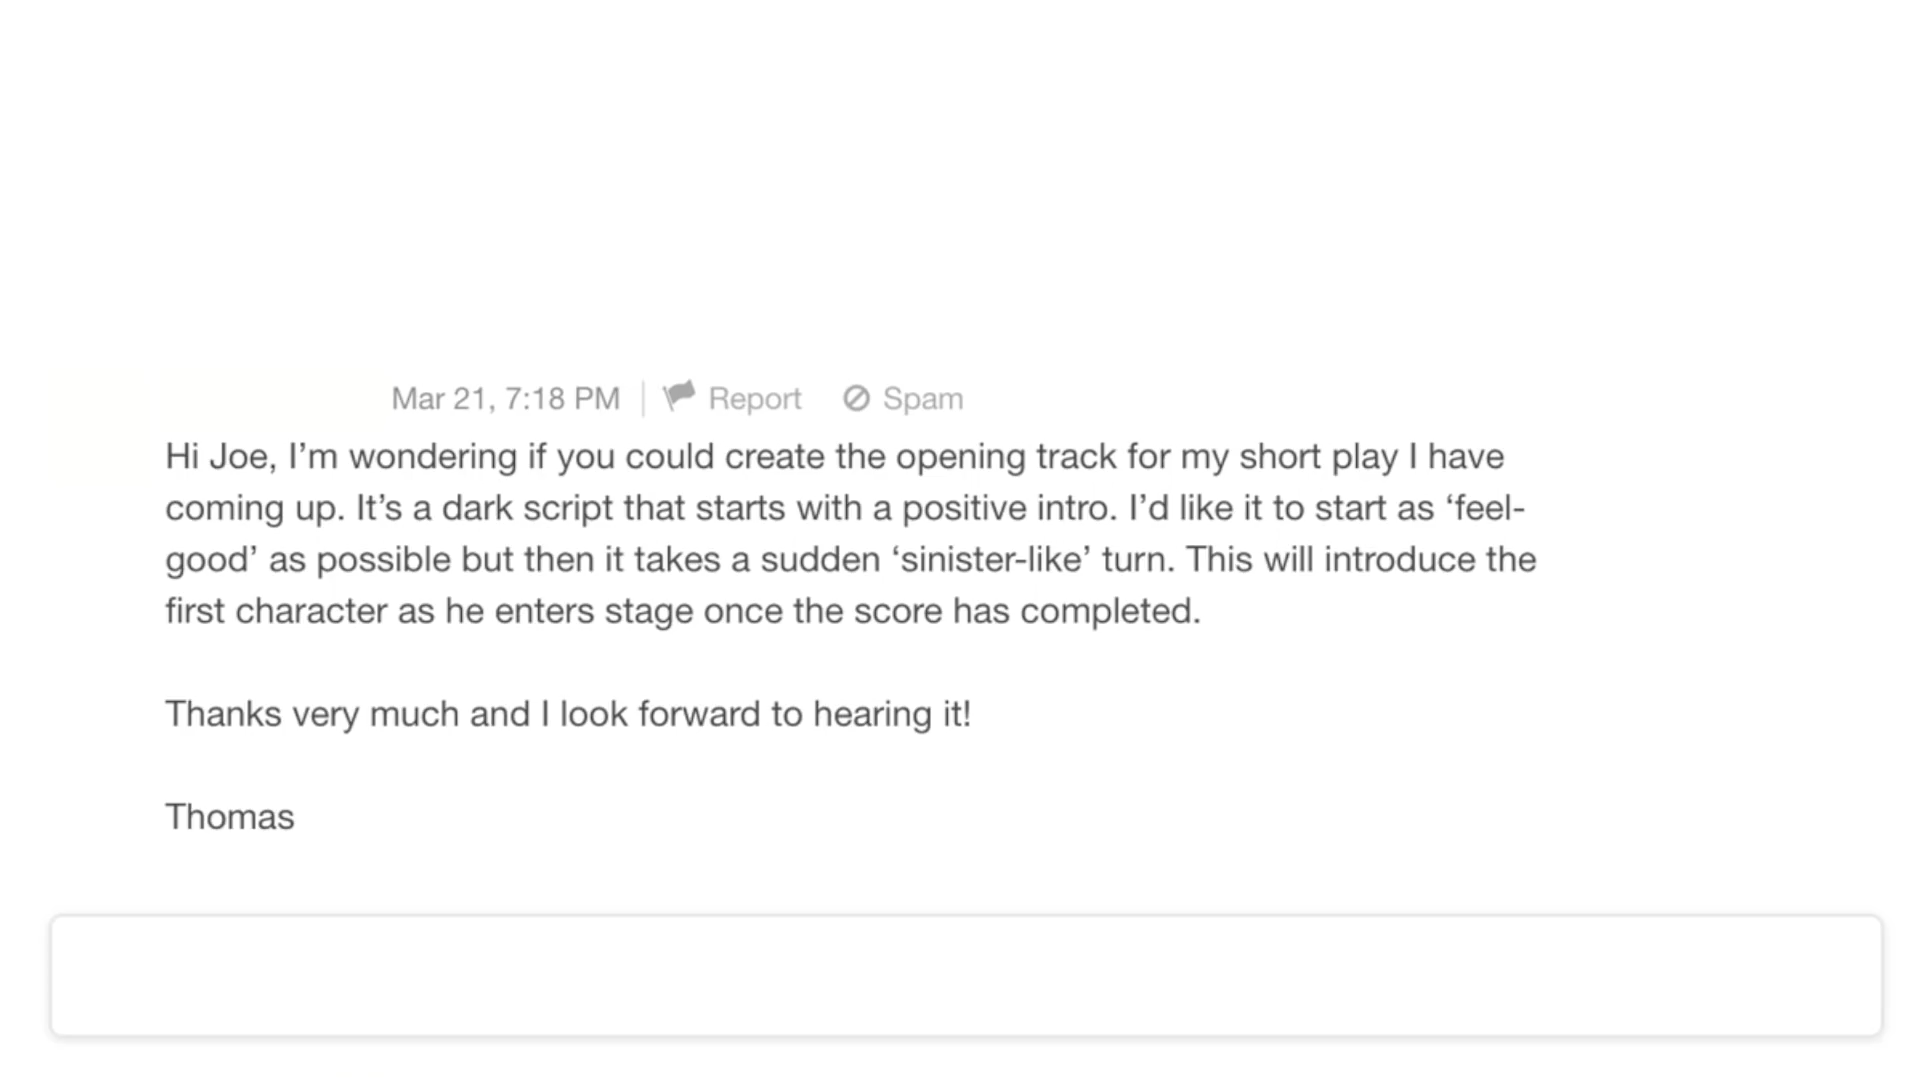 Mar 21, 7:18 PM Report Spam
Hi Joe, I’m wondering if you could create the opening track for my short play I have
coming up. It’s a dark script that starts with a positive intro. I’d like it to start as ‘feel-
good’ as possible but then it takes a sudden ‘sinister-like’ turn. This will introduce the
first character as he enters stage once the score has completed.
Thanks very much and I look forward to hearing it!
Thomas